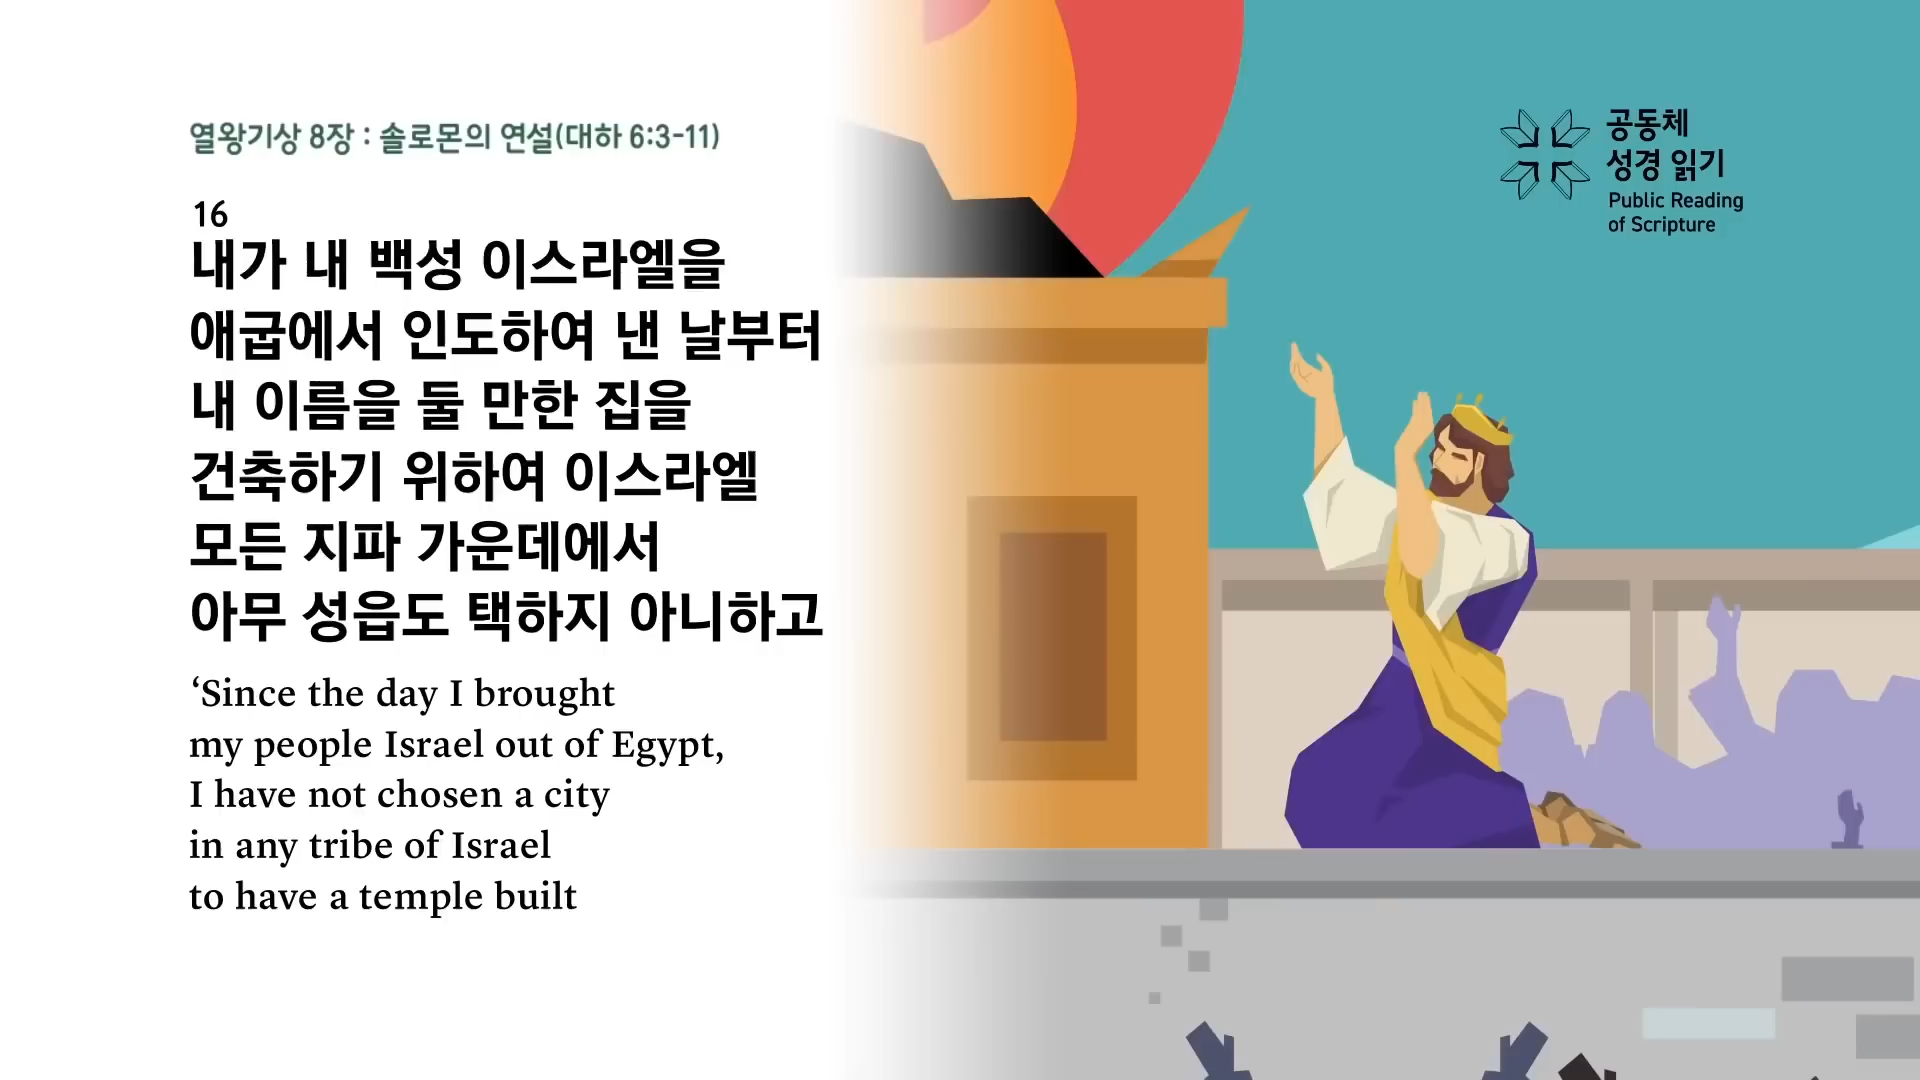 열왕기상 8장 : 솔로몬의 연설(대하 6:3-11)
16
내가 내 백성 이스라엘을
애굽에서 인도하여 낸 날부터
내 이름을 둘 만한 집을
건축하기 위하여 이스라엘
모든 지파 가운데에서
아무 성읍도 택하지 아니하고
‘Since the day I brought
my people Israel out of Egypt,
I have not chosen a city
in any tribe of Israel
to have a temple built
공동체
성경 읽기
Public Reading
of Scripture